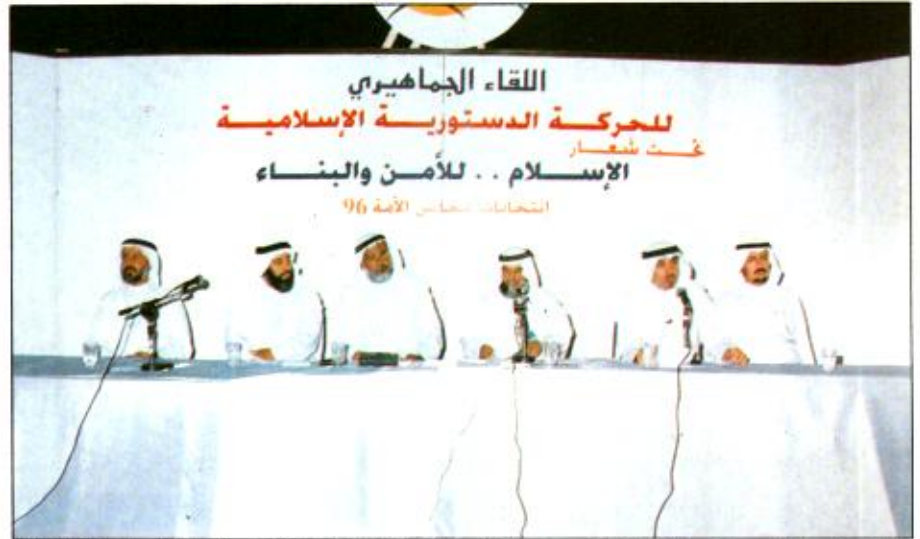 اللقاء الجماهيري
للحركة الدستورية الإسلامية
تحت شعار
الإسلام . . للأمن والبناء
انتخابات مجلس الأمة 96